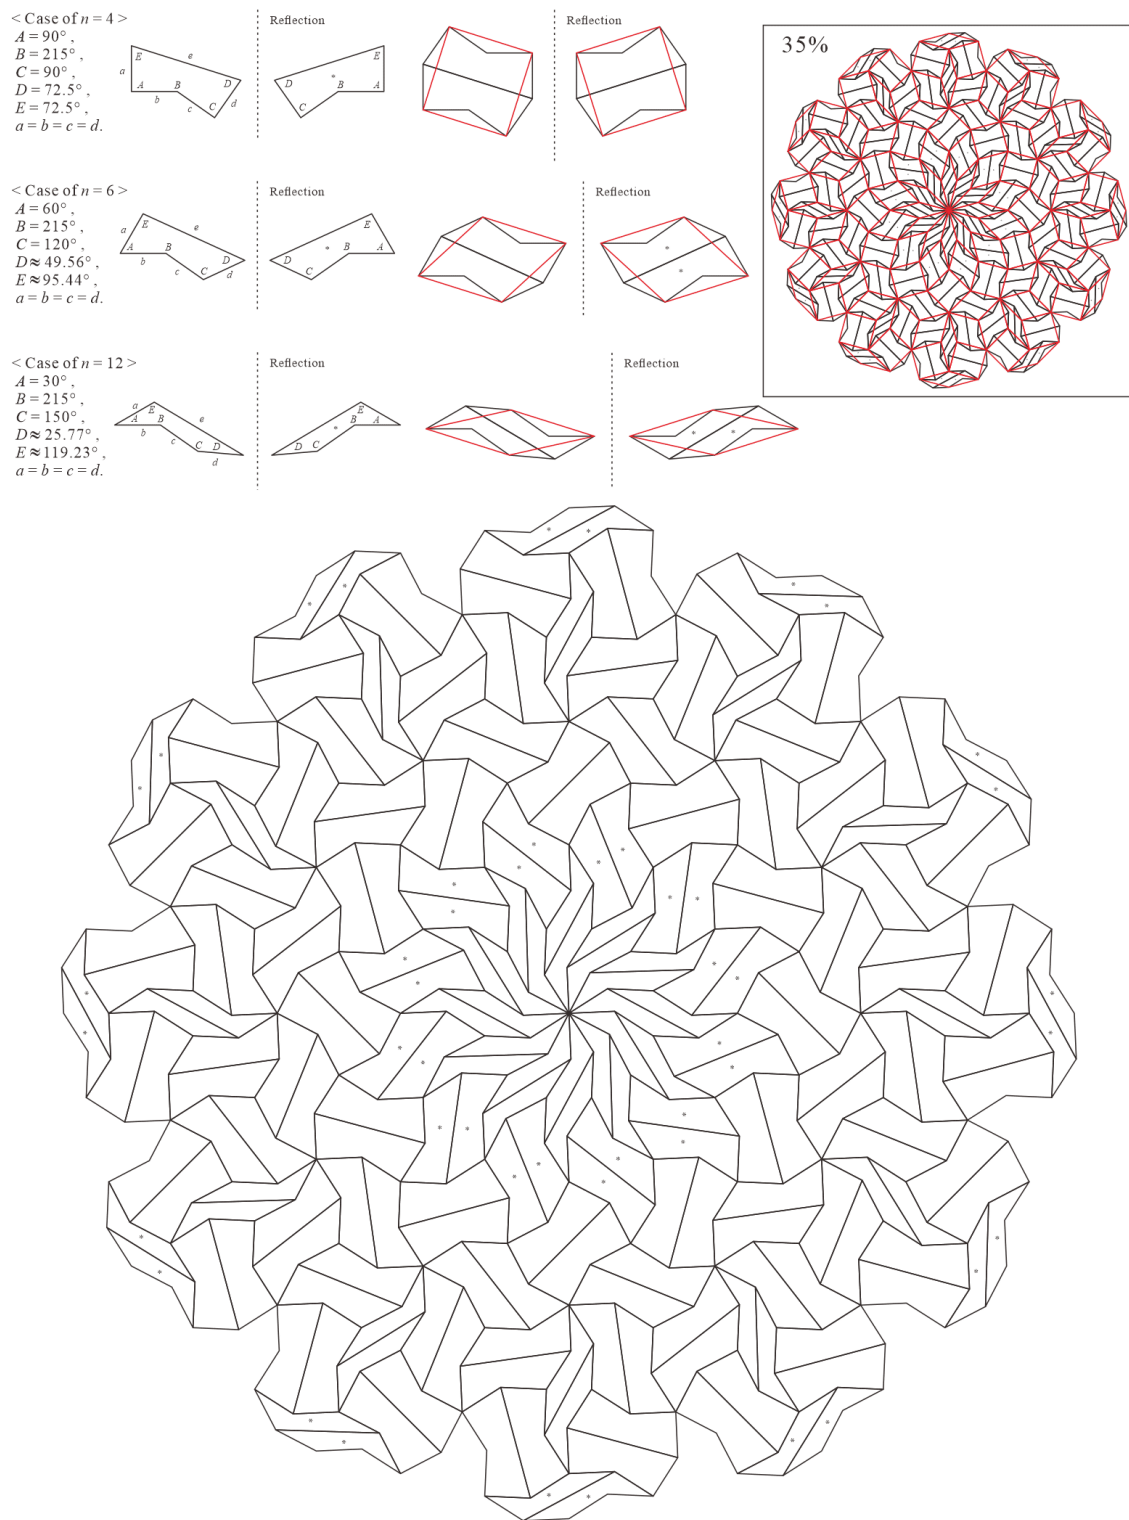 < Case of n = 4 >
A = 90° ,
B = 215° ,
C = 90° ,
D = 72.5° ,
E = 72.5° ,
a = b = c = d.
a
E
e
A
b
B
c
C
D
d
Reflection
E
D
*
B
A
C
Reflection
35%
< Case of n = 6 >
A = 60° ,
B = 215° ,
C = 120° ,
D ≈ 49.56° ,
E ≈ 95.44° ,
a = b = c = d.
a
E
e
A
B
b
c
C
D
d
Reflection
E
*
B
A
D
C
Reflection
*
*
< Case of n = 12 >
A = 30° ,
B = 215° ,
C = 150° ,
D ≈ 25.77° ,
E ≈ 119.23° ,
a = b = c = d.
a
E
e
A
B
b
c
C
D
d
Reflection
E
B
A
*
D
C
Reflection
*
*